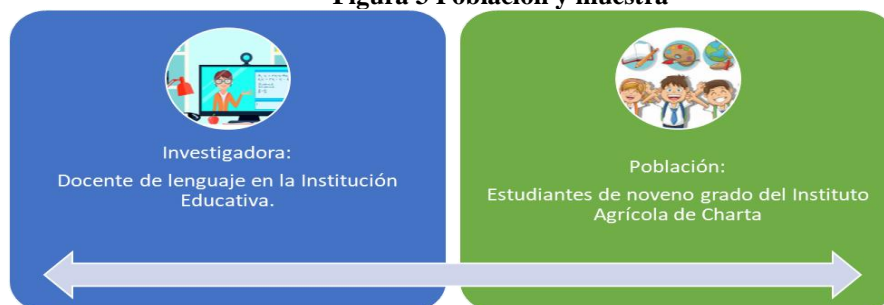 Figura 3 Población y muestra
Investigadora:
Docente de lenguaje en la Institución
Educativa.
Población:
Estudiantes de noveno grado del Instituto
Agrícola de Charta